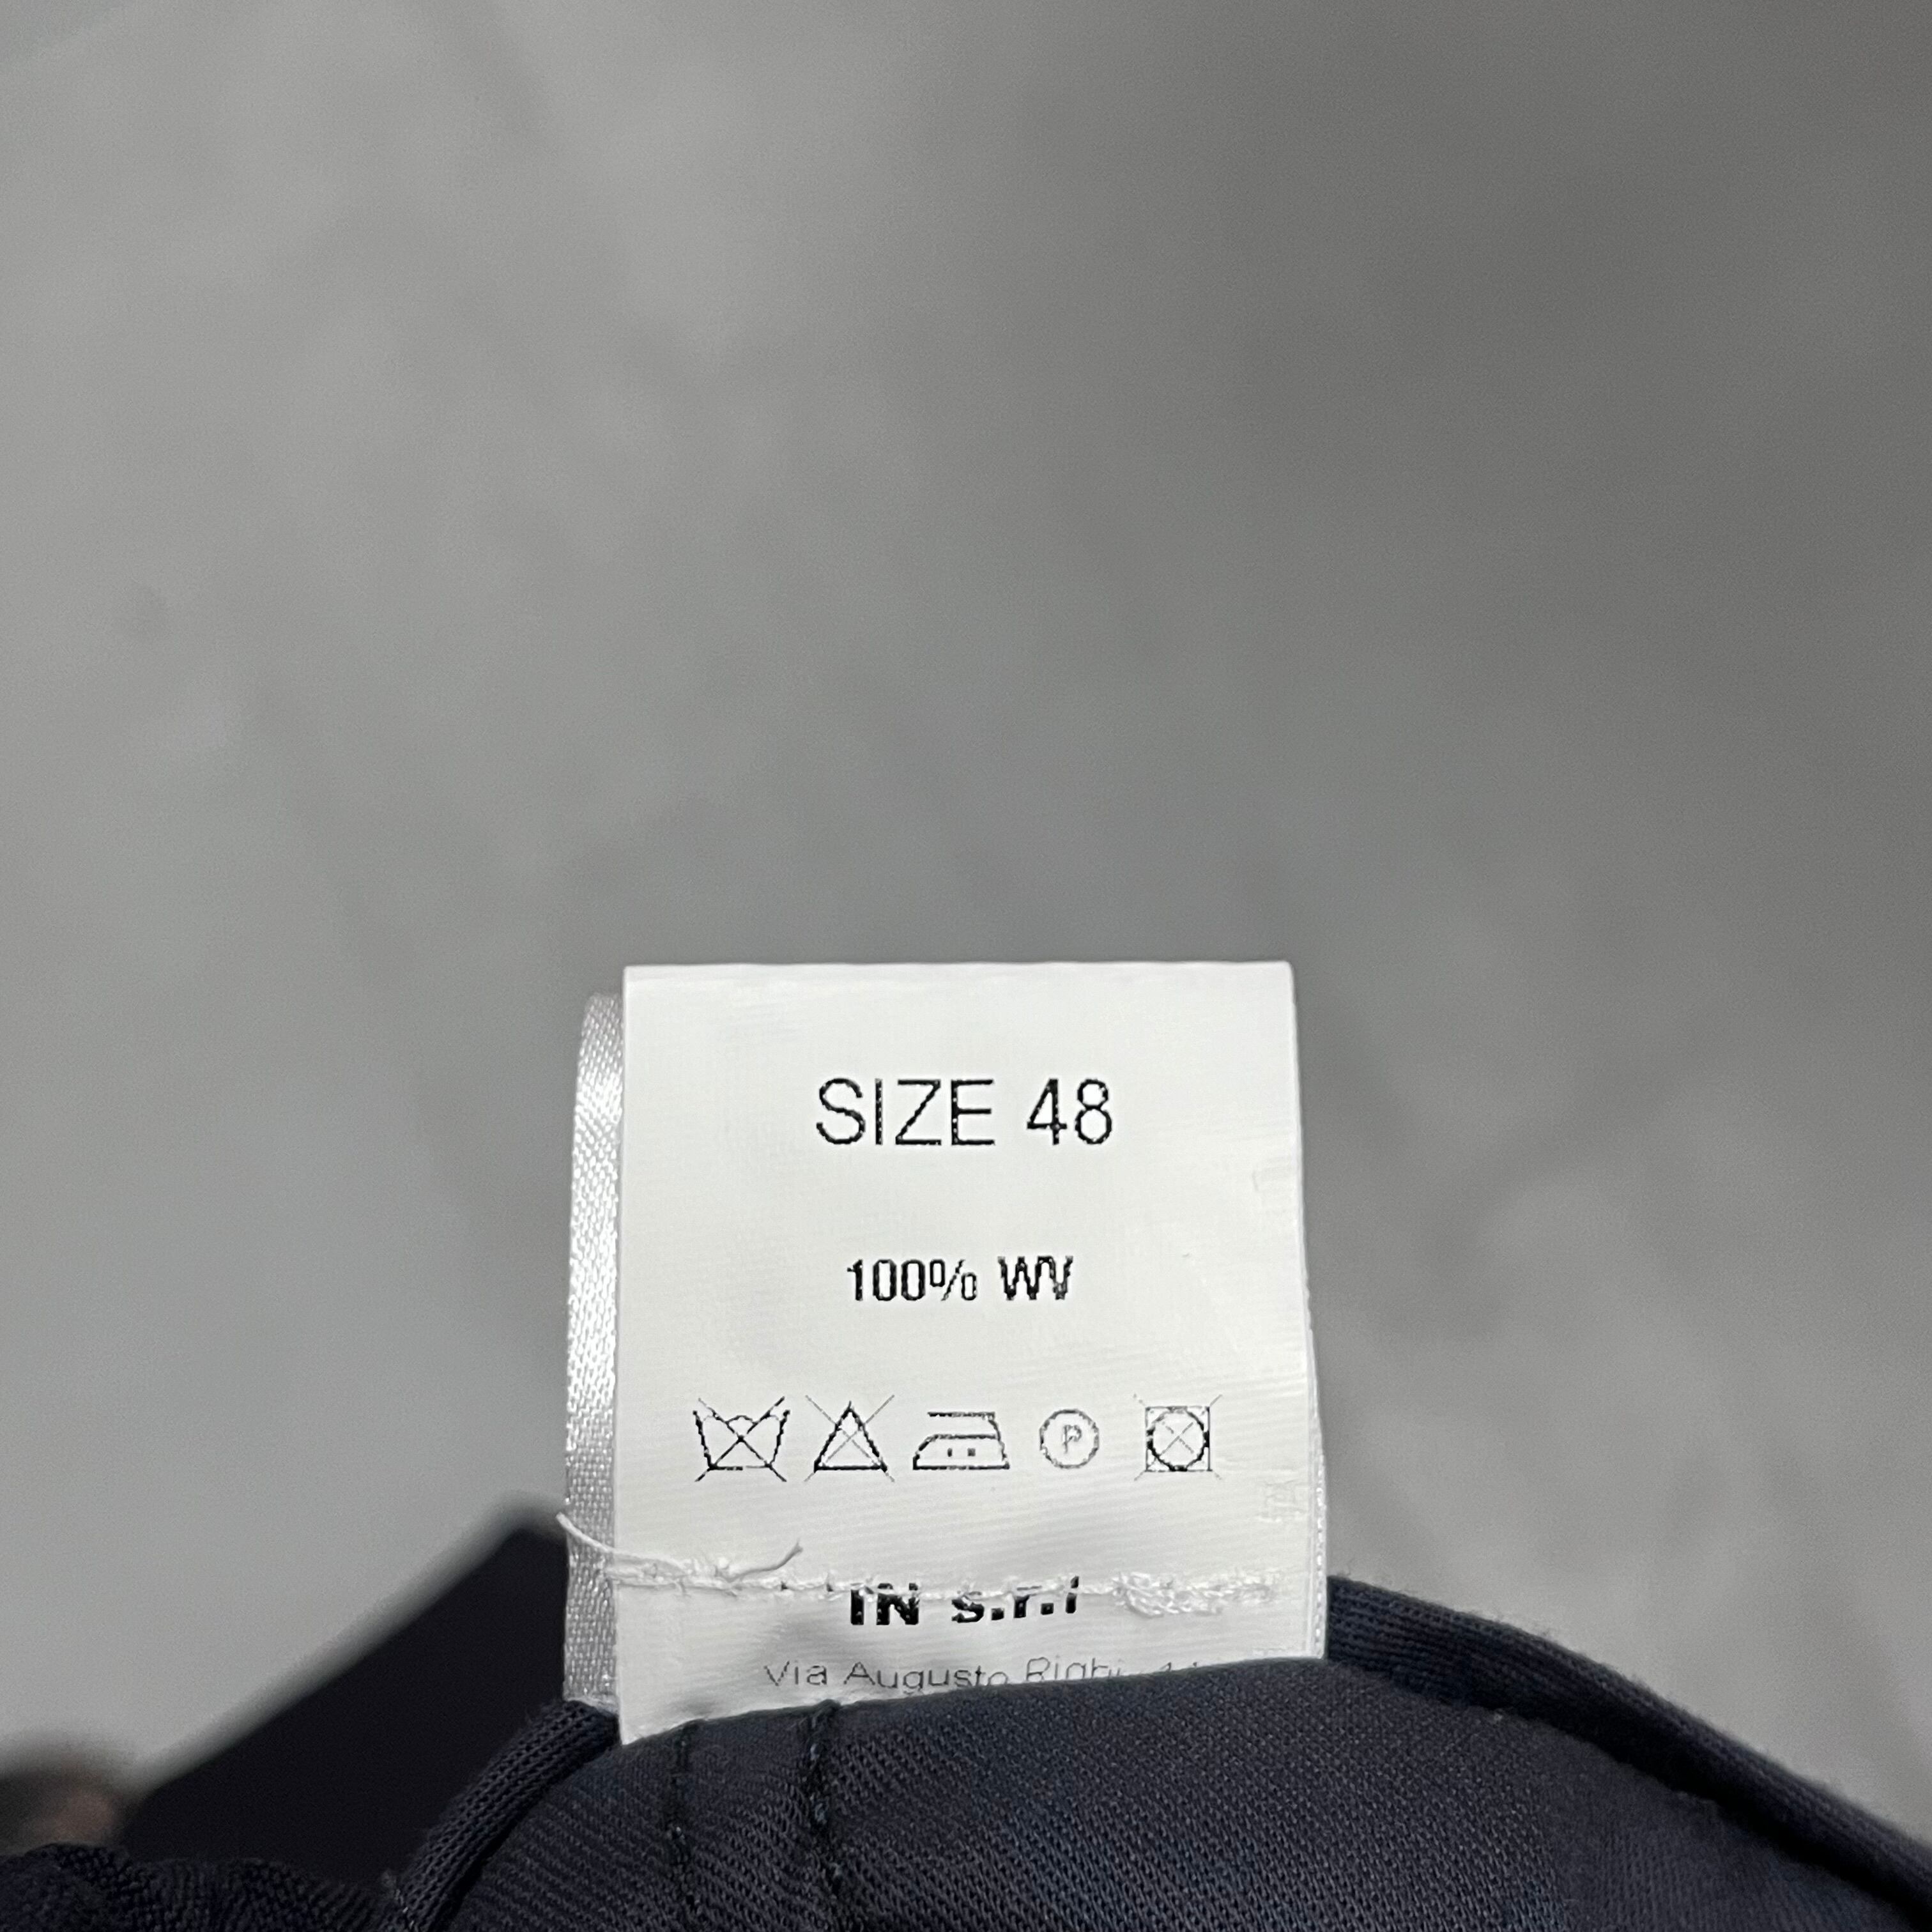 SIZE 48
100% WV
P
IN s.r.l
Via Augusto Righi